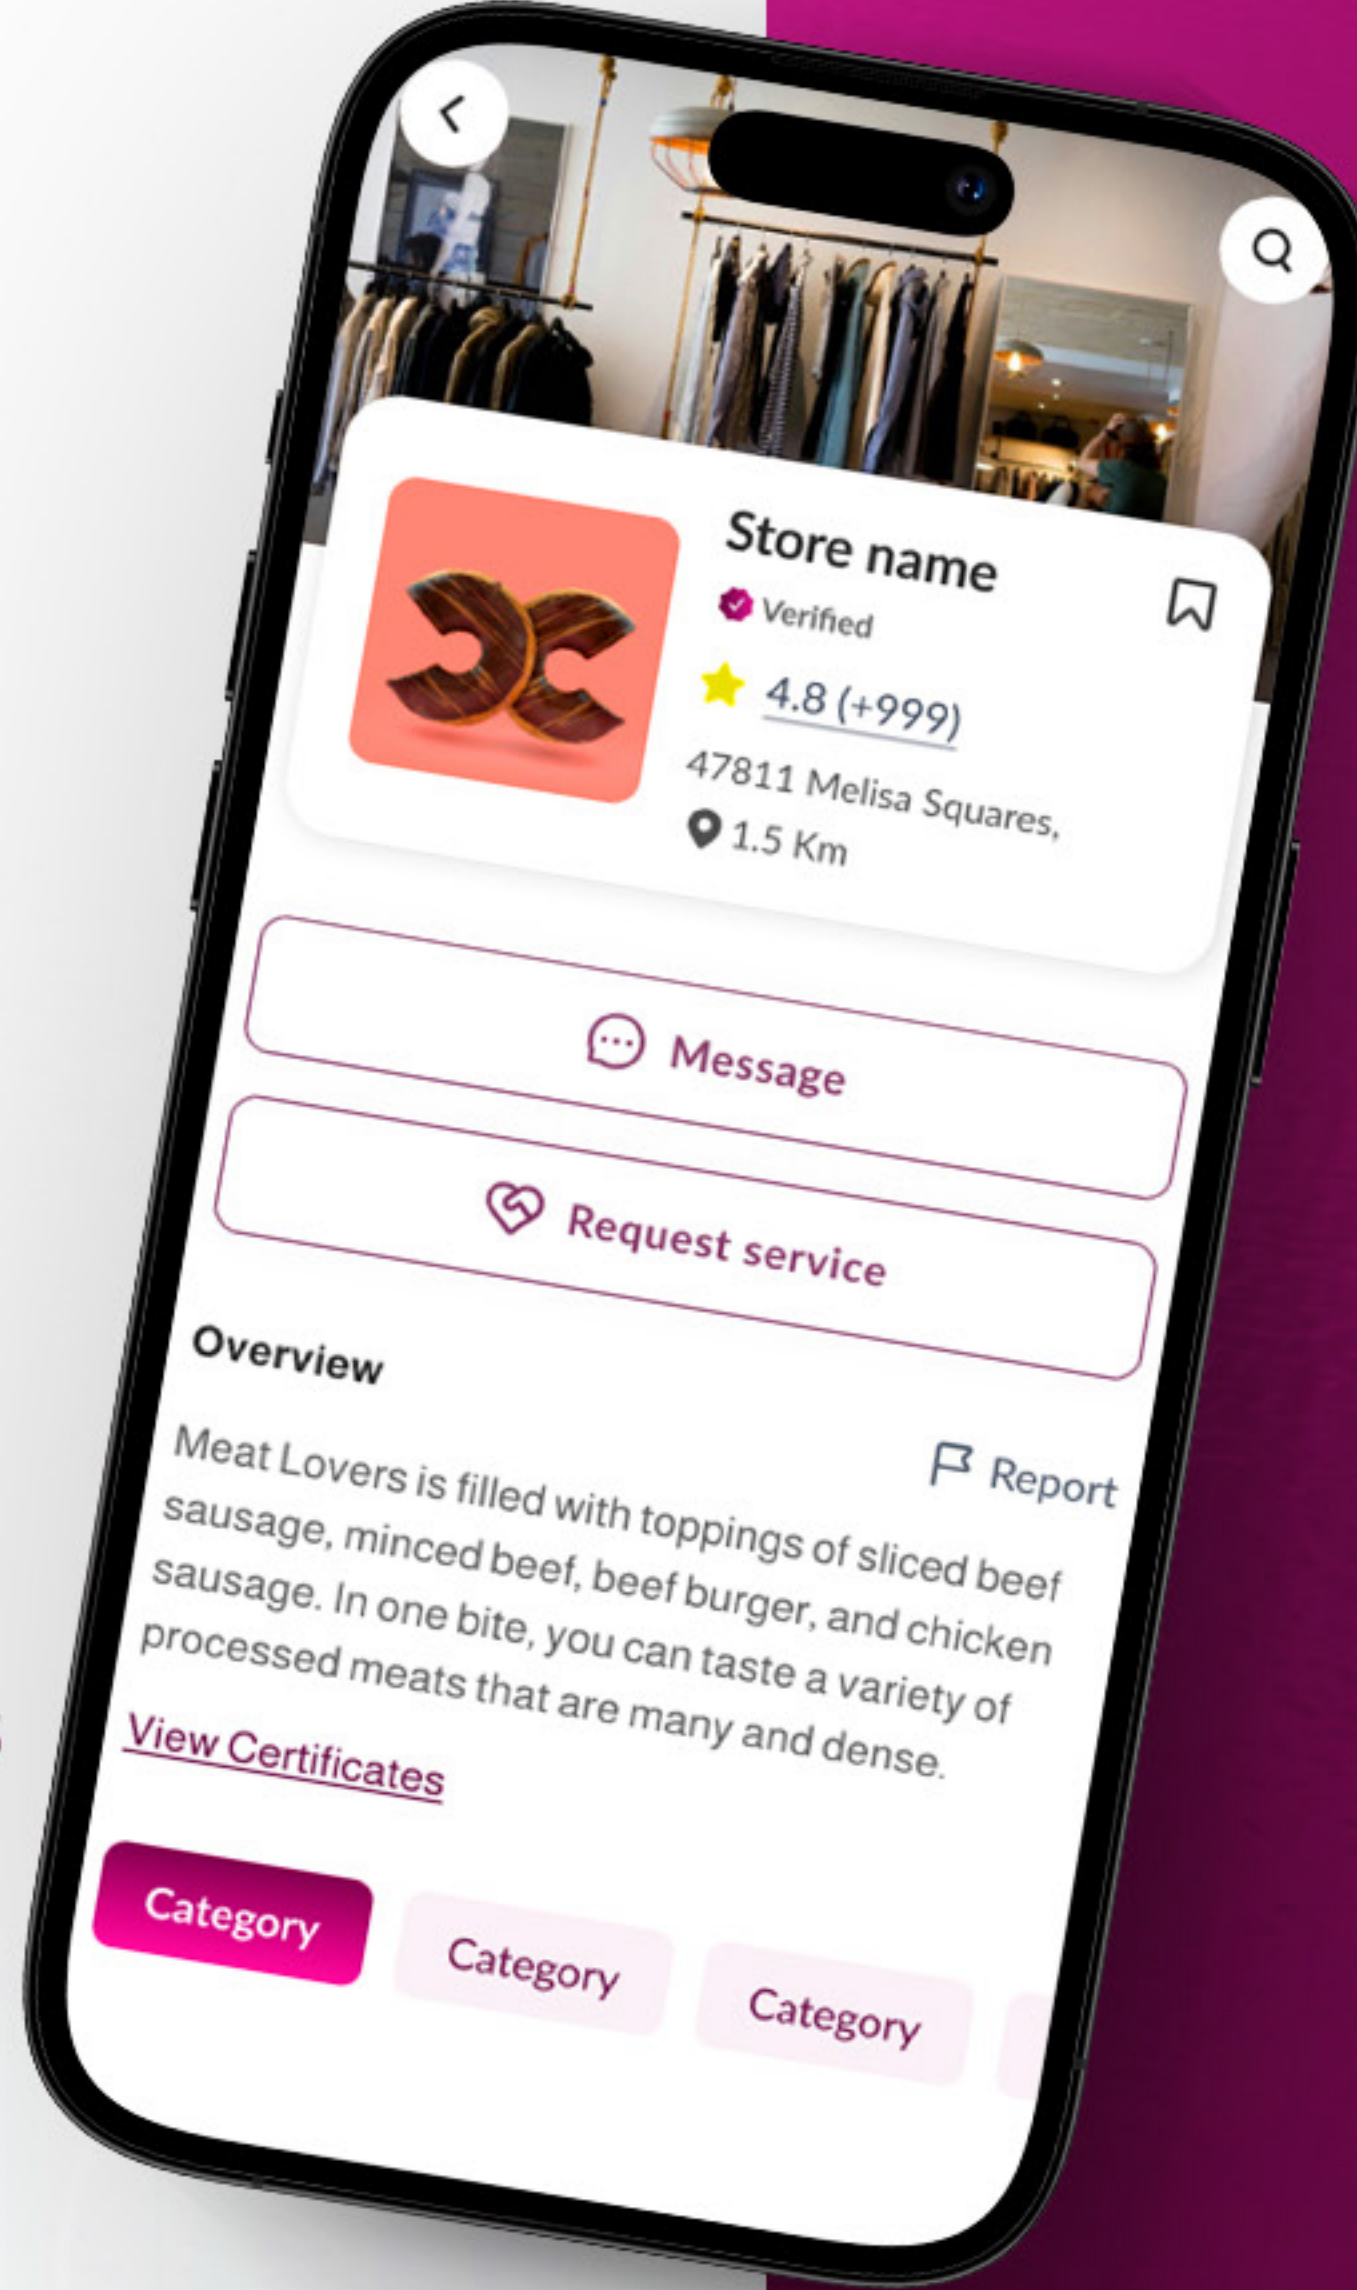 Store name
Verified
4.8 (+999)
47811 Melisa Squares,
1.5 Km
Message
Request service
Overview
Report
Meat Lovers is filled with toppings of sliced beef
sausage, minced beef, beef burger, and chicken
sausage. In one bite, you can taste a variety of
processed meats that are many and dense.
View Certificates
Category
Category
Category